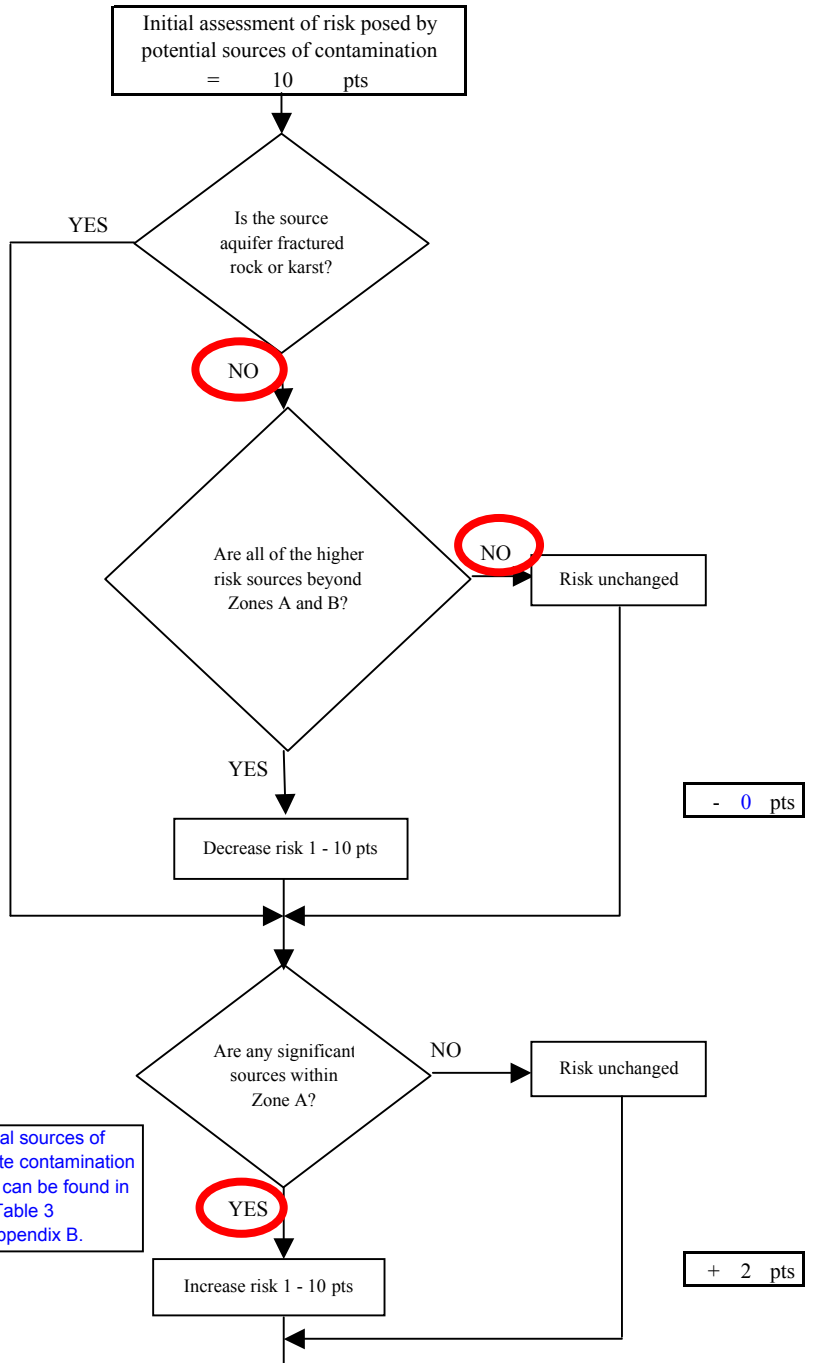 Initial assessment of risk posed by
potential sources of contamination
= 10 pts
YES
Is the source
aquifer fractured
rock or karst?
NO
Are all of the higher
risk sources beyond
Zones A and B?
NO
Risk unchanged
YES
- 0 pts
Decrease risk 1 - 10 pts
Are any significant
sources within
Zone A?
NO
Risk unchanged
sources of
contamination
can be found in
Table 3
B.
YES
Increase risk 1 - 10 pts
+ 2 pts